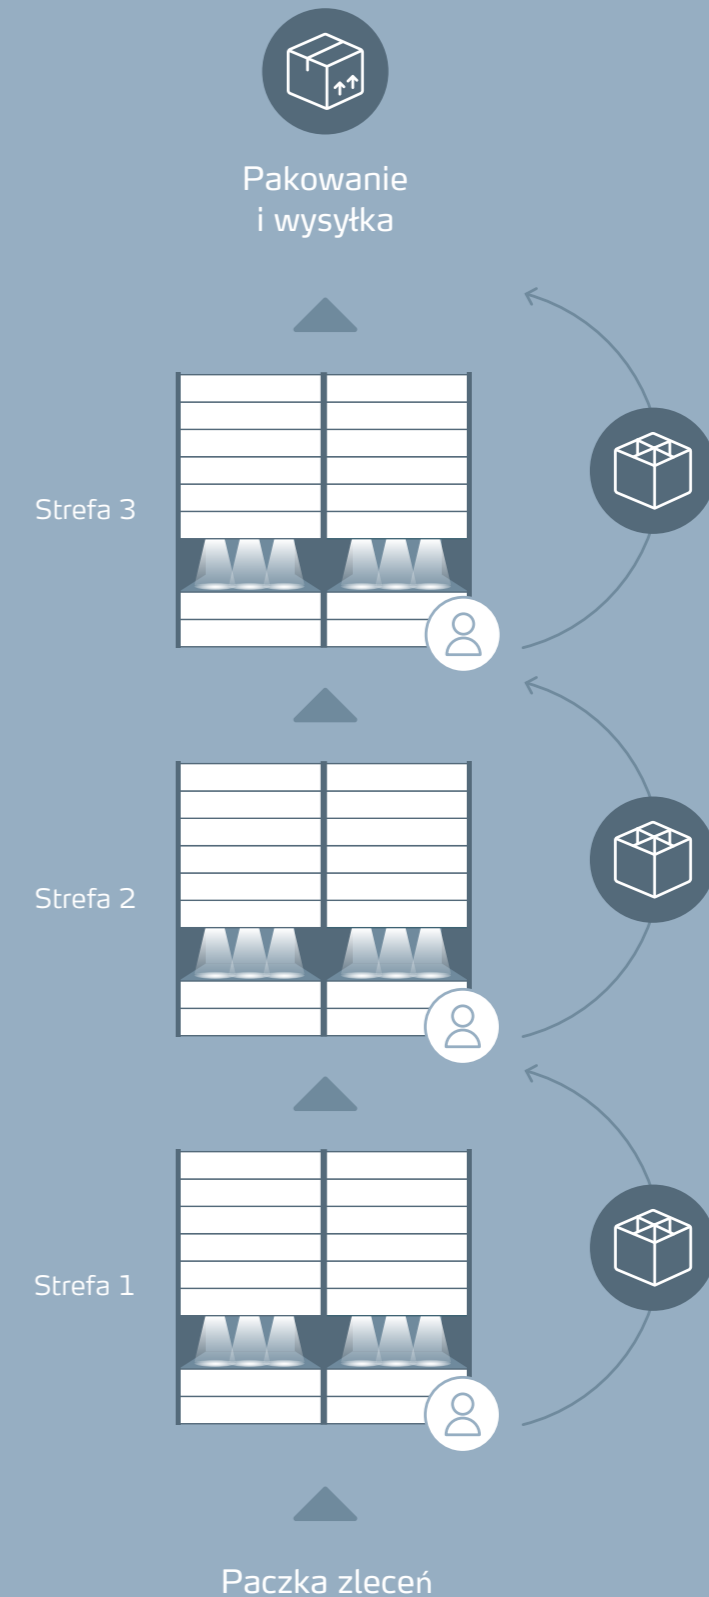 Pakowanie
i wysyłka
Strefa 3
Strefa 2
Strefa 1
Paczka zleceń